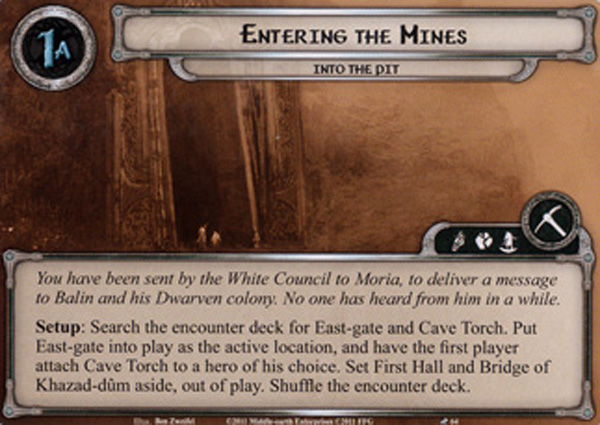 1A
ENTERING THE MINES
INTO THE PIT
You have been sent by the White Council to Moria, to deliver a message
to Balin and his Dwarven colony. No one has heard from him in a while.
Setup: Search the encounter deck for East-gate and Cave Torch. Put
East-gate into play as the active location, and have the first player
attach Cave Torch to a hero of his choice. Set First Hall and Bridge of
Khazad-dûm aside, out of play. Shuffle the encounter deck.
Illus. Ben Zweifel ©2011 Middle-earth Enterprises ©2011 FFG 64